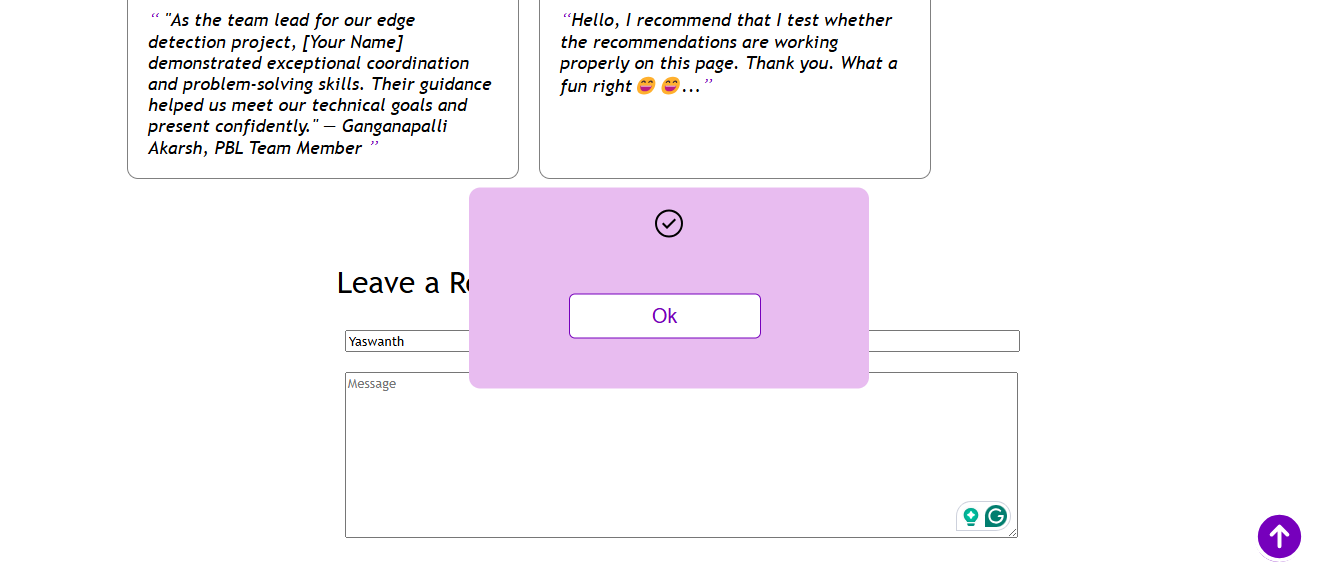 “ "As the team lead for our edge
detection project, [Your Name]
demonstrated exceptional coordination
and problem-solving skills. Their guidance
helped us meet our technical goals and
present confidently." — Ganganapalli
Akarsh, PBL Team Member ”
“Hello, I recommend that I test whether
the recommendations are working
properly on this page. Thank you. What a
fun right 😄 😄...”
Leave a Re
Ok
Yaswanth
Message